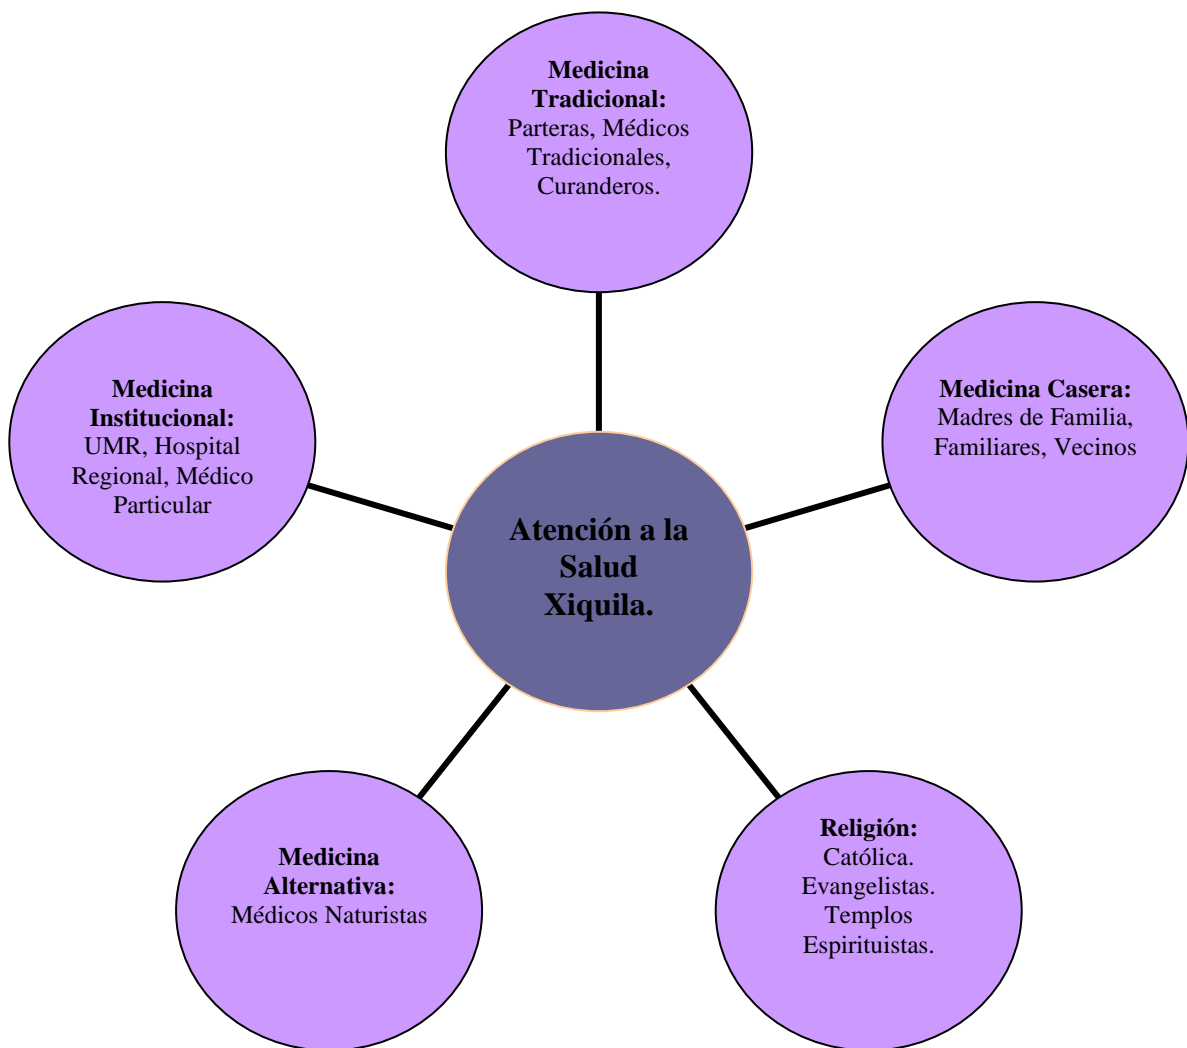 Medicina
Tradicional:
Parteras, Médicos
Tradicionales,
Curanderos.
Medicina
Institucional:
UMR, Hospital
Regional, Médico
Particular
Medicina Casera:
Madres de Familia,
Familiares, Vecinos
Atención a la
Salud
Xiquila.
Medicina
Alternativa:
Médicos Naturistas
Religión:
Católica.
Evangelistas.
Templos
Espirituistas.